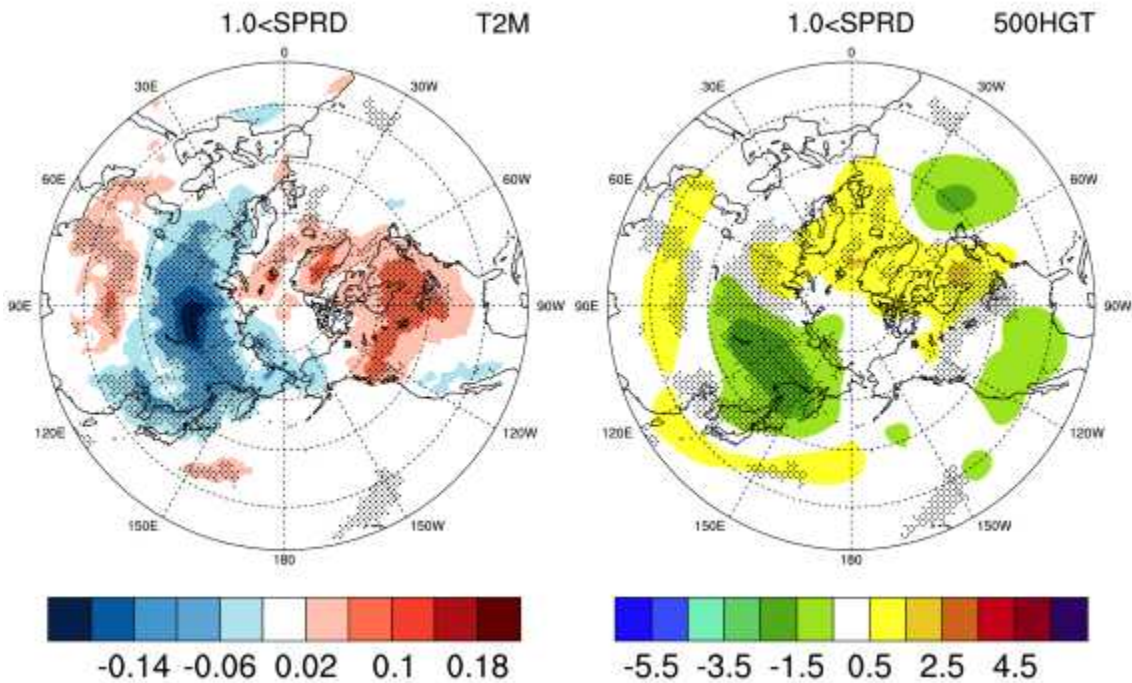 1.0<SPRD T2M
0
30E 30W
60E 60W
90E 90W
120E 120W
150E 150W
180
-0.14 -0.06 0.02 0.1 0.18
1.0<SPRD 500HGT
0
30E 30W
60E 60W
90E 90W
120E 120W
150E 150W
180
-5.5 -3.5 -1.5 0.5 2.5 4.5